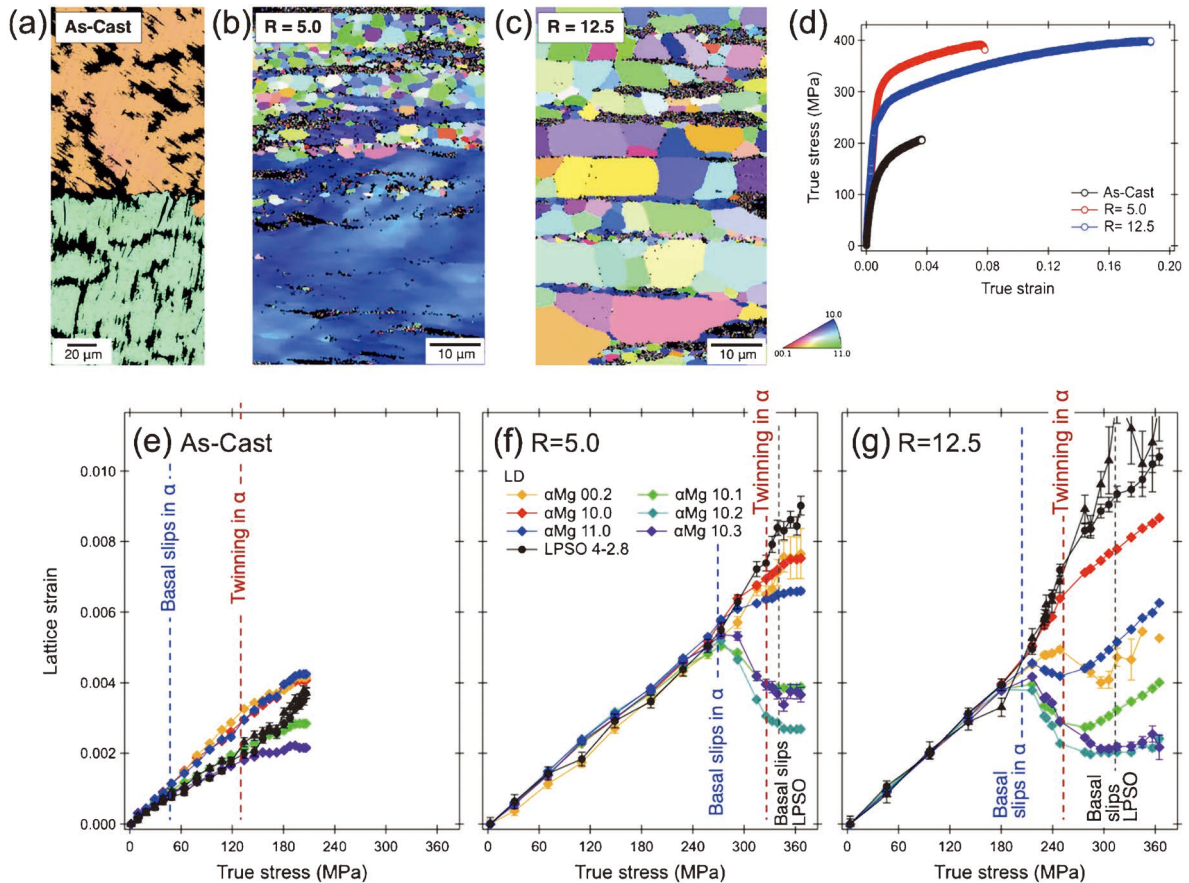 (a)
As-Cast
20 μm
(b)
R = 5.0
10 μm
(c)
R = 12.5
10 μm
(d)
True stress (MPa)
400
300
200
100
0
0.00
0.04
0.08
0.12
0.16
0.20
True strain
As-Cast
R= 5.0
R= 12.5
10.0
00.1
11.0
(e) As-Cast
Lattice strain
0.010
0.008
0.006
0.004
0.002
0.000
0
60
120
180
240
300
360
True stress (MPa)
Basal slips in α
Twinning in α
(f) R=5.0
LD
αMg 00.2
αMg 10.0
αMg 11.0
LPSO 4-2.8
αMg 10.1
αMg 10.2
αMg 10.3
Basal slips in α
Twinning in α
Basal slips
LPSO
0
60
120
180
240
300
360
True stress (MPa)
(g) R=12.5
Basal
slips in α
Twinning in α
Basal
slips
LPSO
0
60
120
180
240
300
360
True stress (MPa)